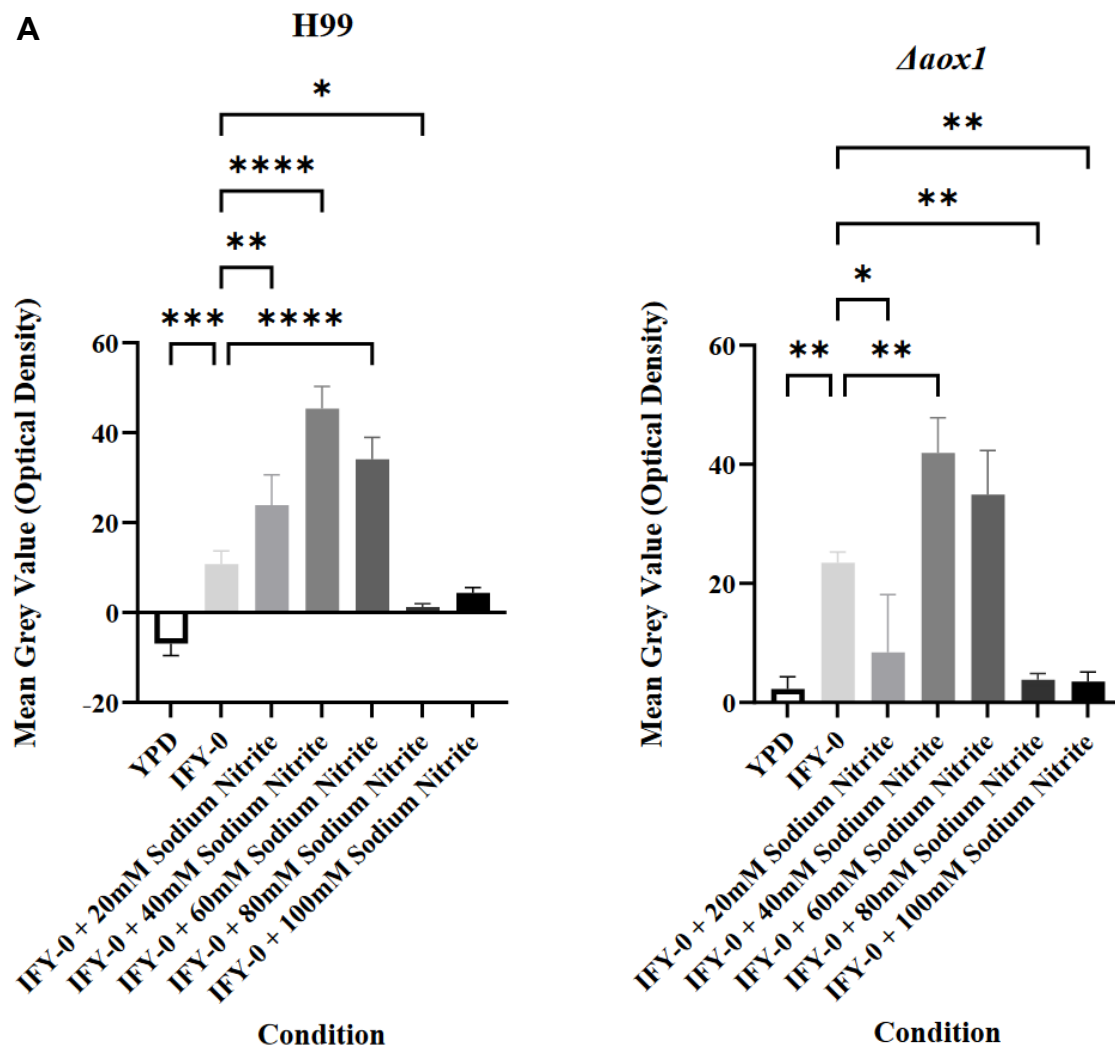 A
H99
*
****
**
*** ****
Mean Grey Value (Optical Density)
60
40
20
0
-20
YPD
IFY-0
IFY-0 + 20mM Sodium Nitrite
IFY-0 + 40mM Sodium Nitrite
IFY-0 + 60mM Sodium Nitrite
IFY-0 + 80mM Sodium Nitrite
IFY-0 + 100mM Sodium Nitrite
Condition
Δaox1
**
**
*
** **
Mean Grey Value (Optical Density)
60
40
20
0
YPD
IFY-0
IFY-0 + 20mM Sodium Nitrite
IFY-0 + 40mM Sodium Nitrite
IFY-0 + 60mM Sodium Nitrite
IFY-0 + 80mM Sodium Nitrite
IFY-0 + 100mM Sodium Nitrite
Condition